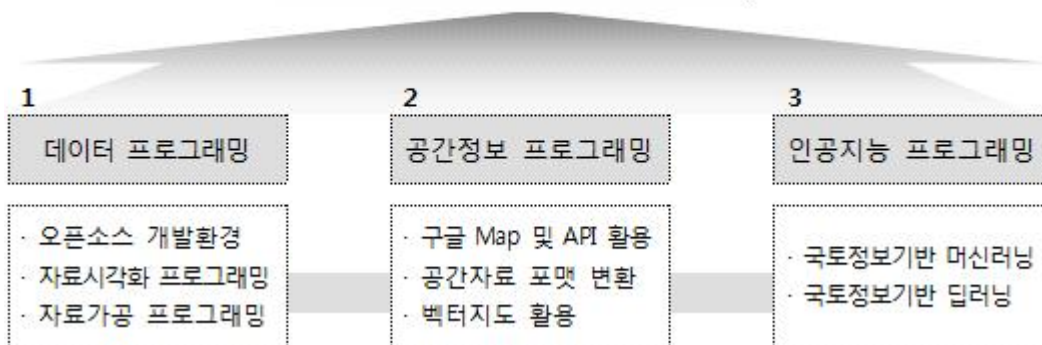 1
데이터 프로그래밍
· 오픈소스 개발환경
· 자료시각화 프로그래밍
· 자료가공 프로그래밍
2
공간정보 프로그래밍
· 구글 Map 및 API 활용
· 공간자료 포맷 변환
· 벡터지도 활용
3
인공지능 프로그래밍
· 국토정보기반 머신러닝
· 국토정보기반 딥러닝